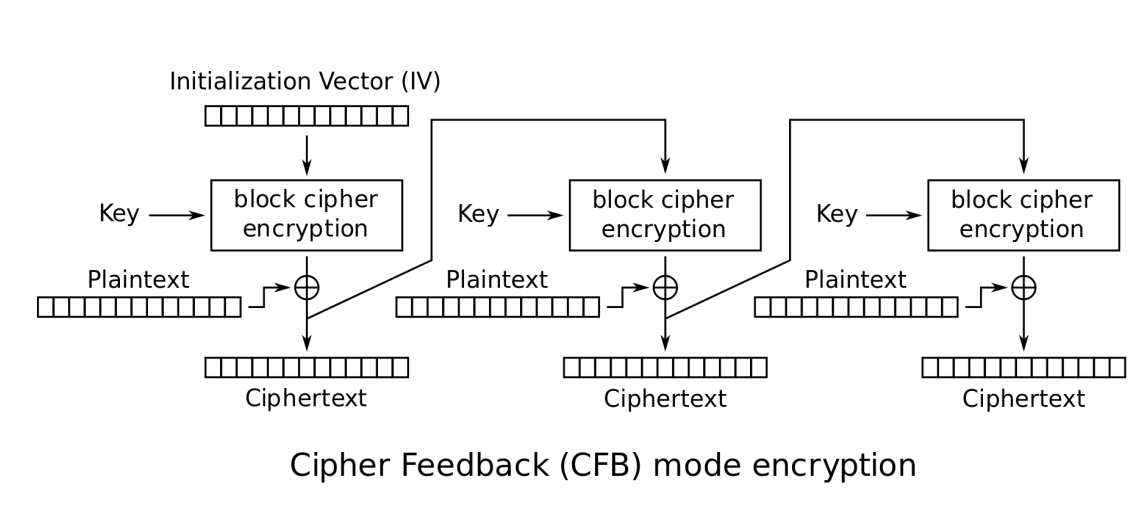 Initialization Vector (IV)
Key
block cipher
encryption
Key
block cipher
encryption
Key
block cipher
encryption
Plaintext
Plaintext
Plaintext
Ciphertext
Ciphertext
Ciphertext
Cipher Feedback (CFB) mode encryption